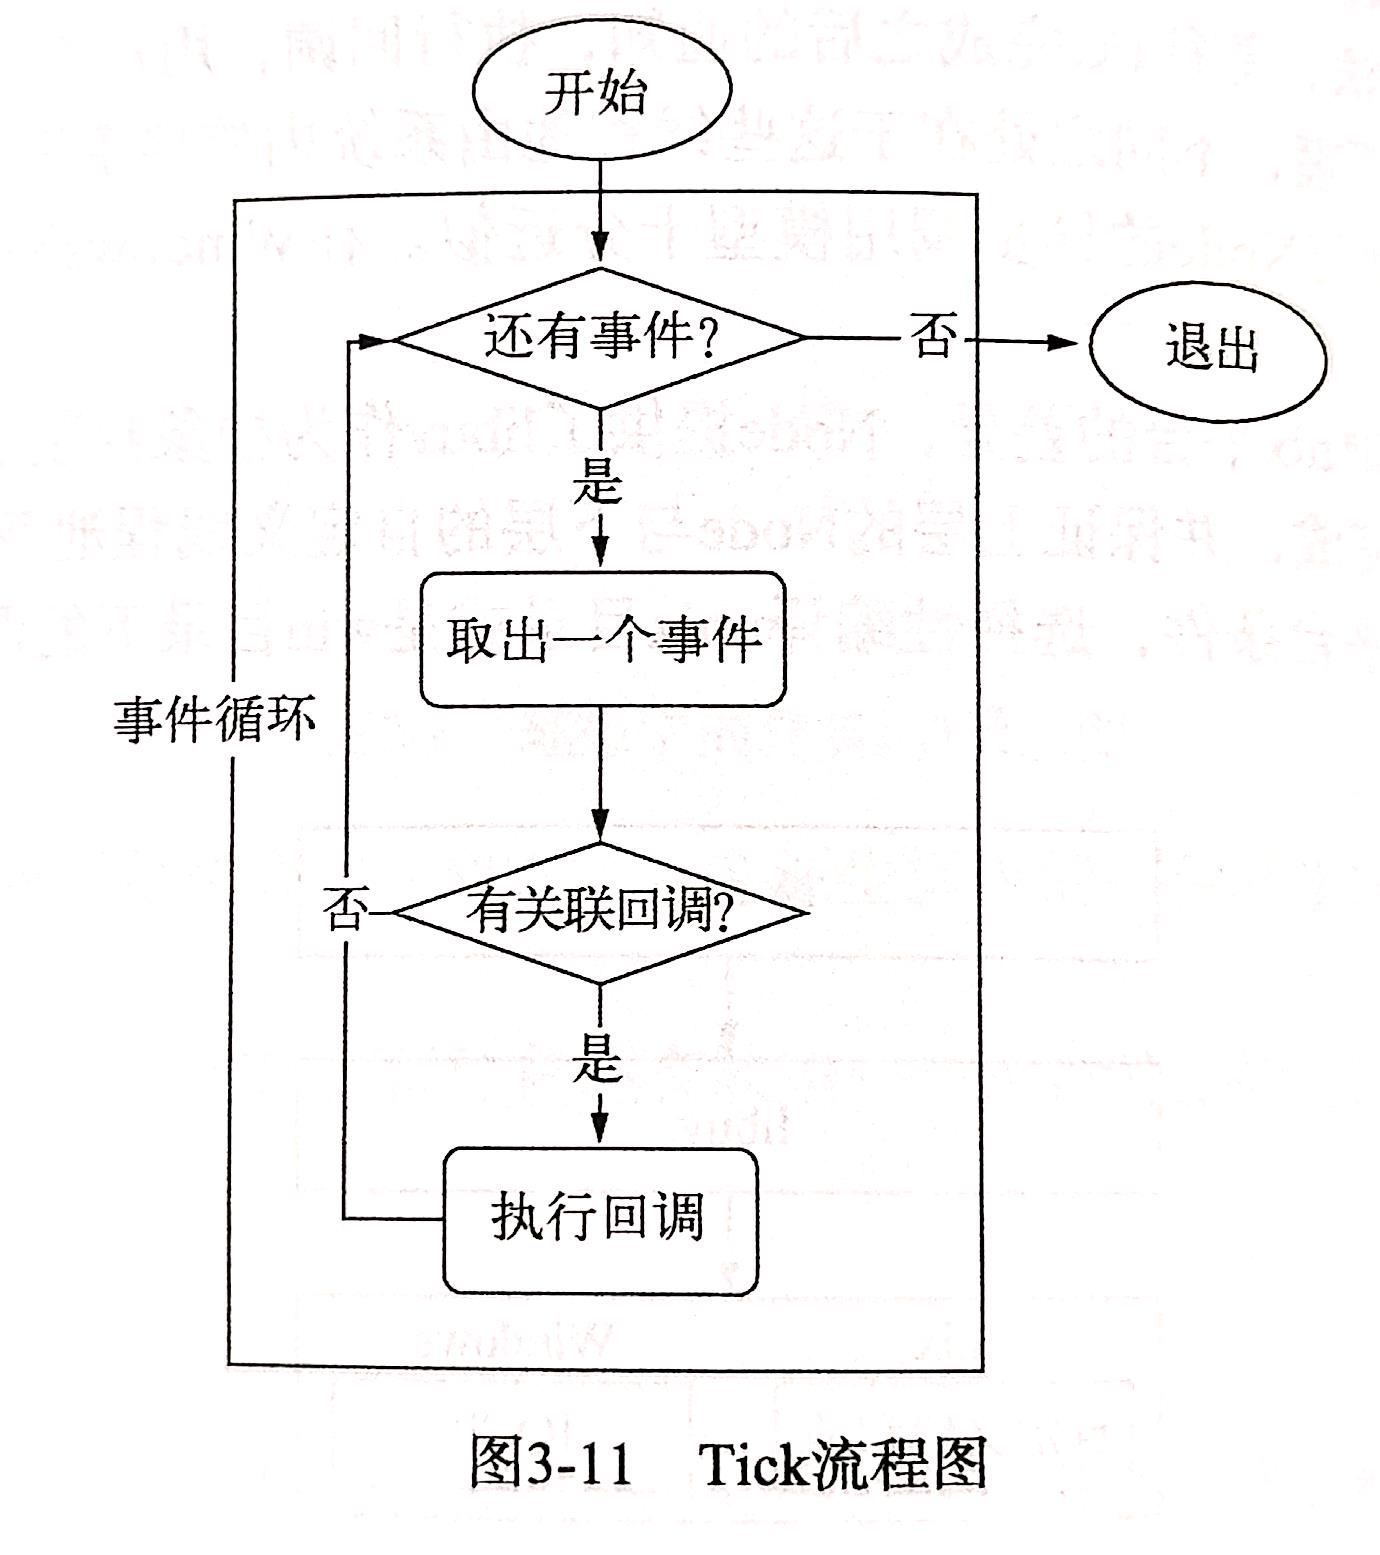 开始
还有事件?
否
退出
是
取出一个事件
事件循环
有关联回调?
否
是
执行回调
图3-11 Tick流程图